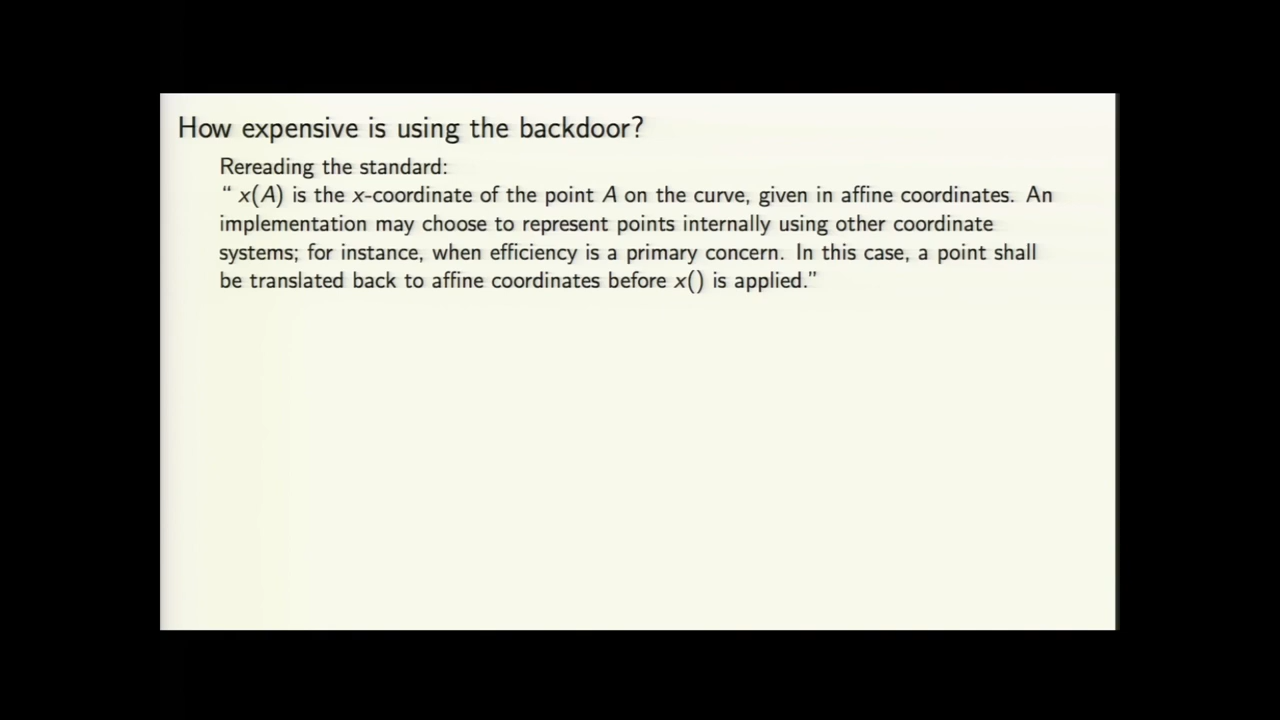 How expensive is using the backdoor?
Rereading the standard:
“ x(A) is the x-coordinate of the point A on the curve, given in affine coordinates. An
implementation may choose to represent points internally using other coordinate
systems; for instance, when efficiency is a primary concern. In this case, a point shall
be translated back to affine coordinates before x() is applied.”